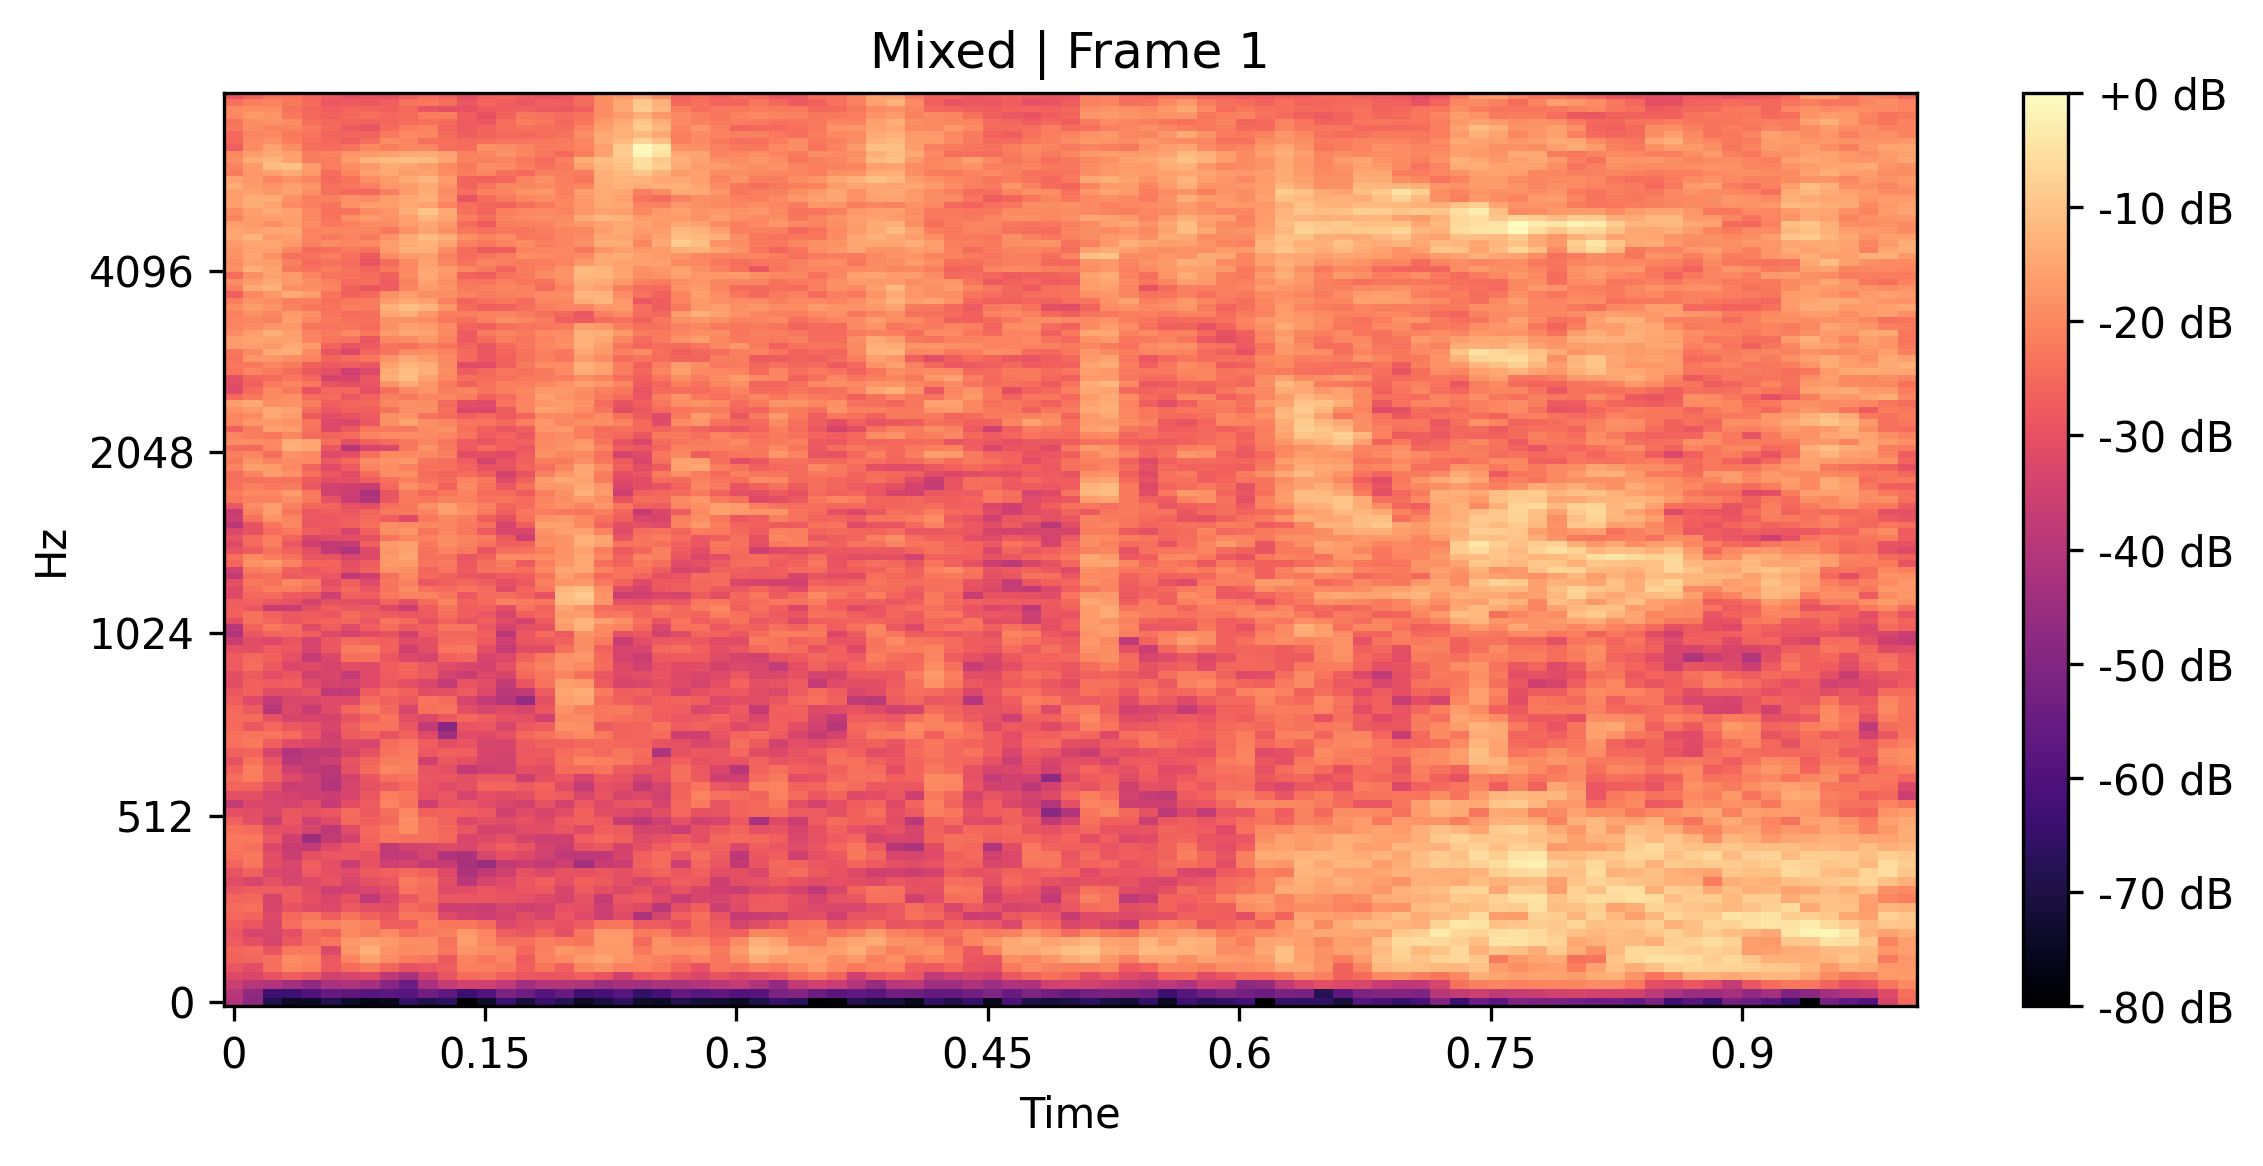 Mixed | Frame 1
Hz
4096
2048
1024
512
0
0 0.15 0.3 0.45 0.6 0.75 0.9
Time
+0 dB
-10 dB
-20 dB
-30 dB
-40 dB
-50 dB
-60 dB
-70 dB
-80 dB